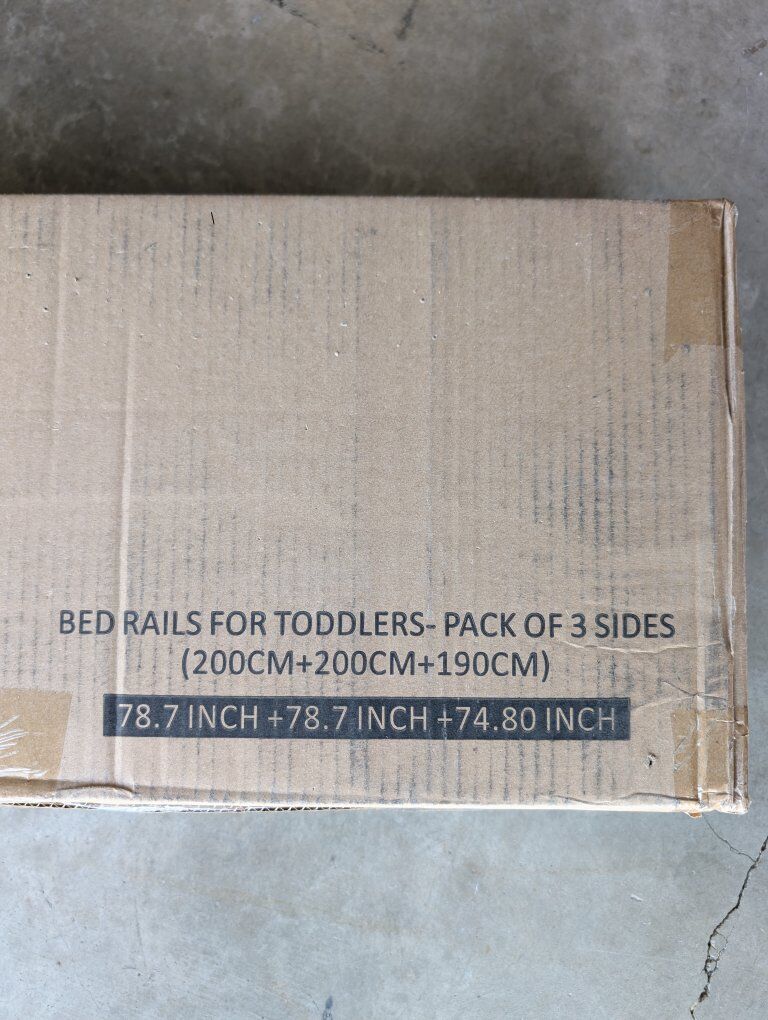 BED RAILS FOR TODDLERS- PACK OF 3 SIDES
(200CM+200CM+190CM)
78.7 INCH +78.7 INCH +74.80 INCH